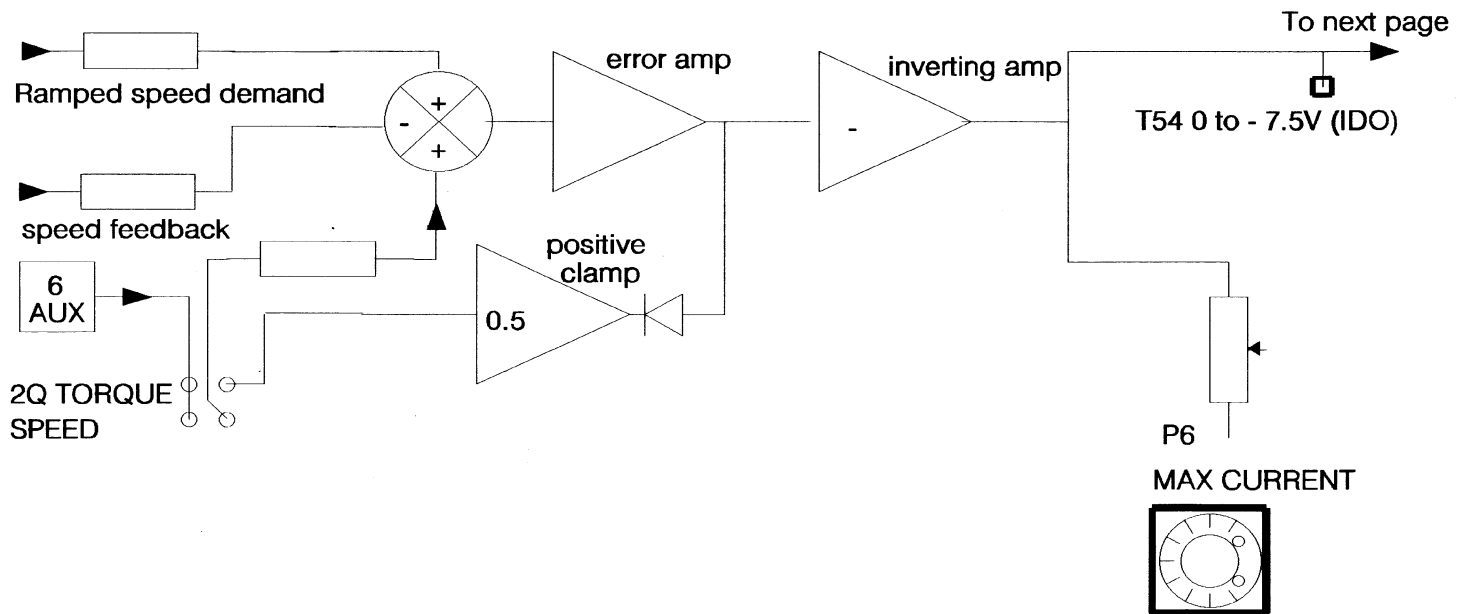 To next page
error amp
inverting amp
Ramped speed demand
+
-
+
-
T54 0 to - 7.5V (IDO)
speed feedback
positive
clamp
6
AUX
0.5
2Q TORQUE
SPEED
P6
MAX CURRENT